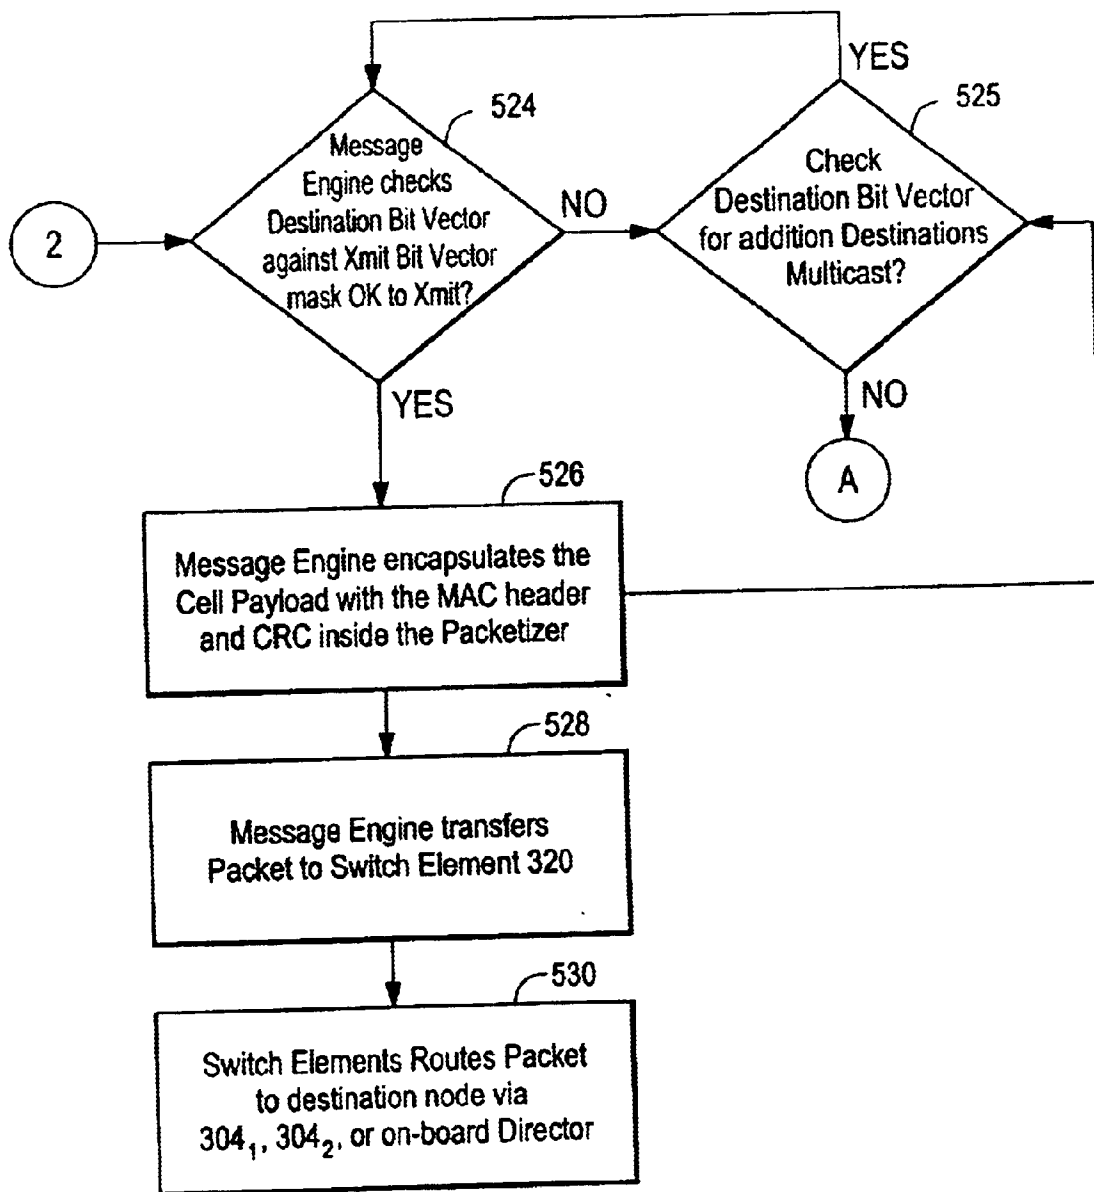 YES
524
525
Message
Engine checks
Destination Bit Vector
against Xmit Bit Vector
mask OK to Xmit?
Check
Destination Bit Vector
for addition Destinations
Multicast?
2
NO
YES
NO
A
526
Message Engine encapsulates the
Cell Payload with the MAC header
and CRC inside the Packetizer
528
Message Engine transfers
Packet to Switch Element 320
530
Switch Elements Routes Packet
to destination node via
304₁, 304₂, or on-board Director